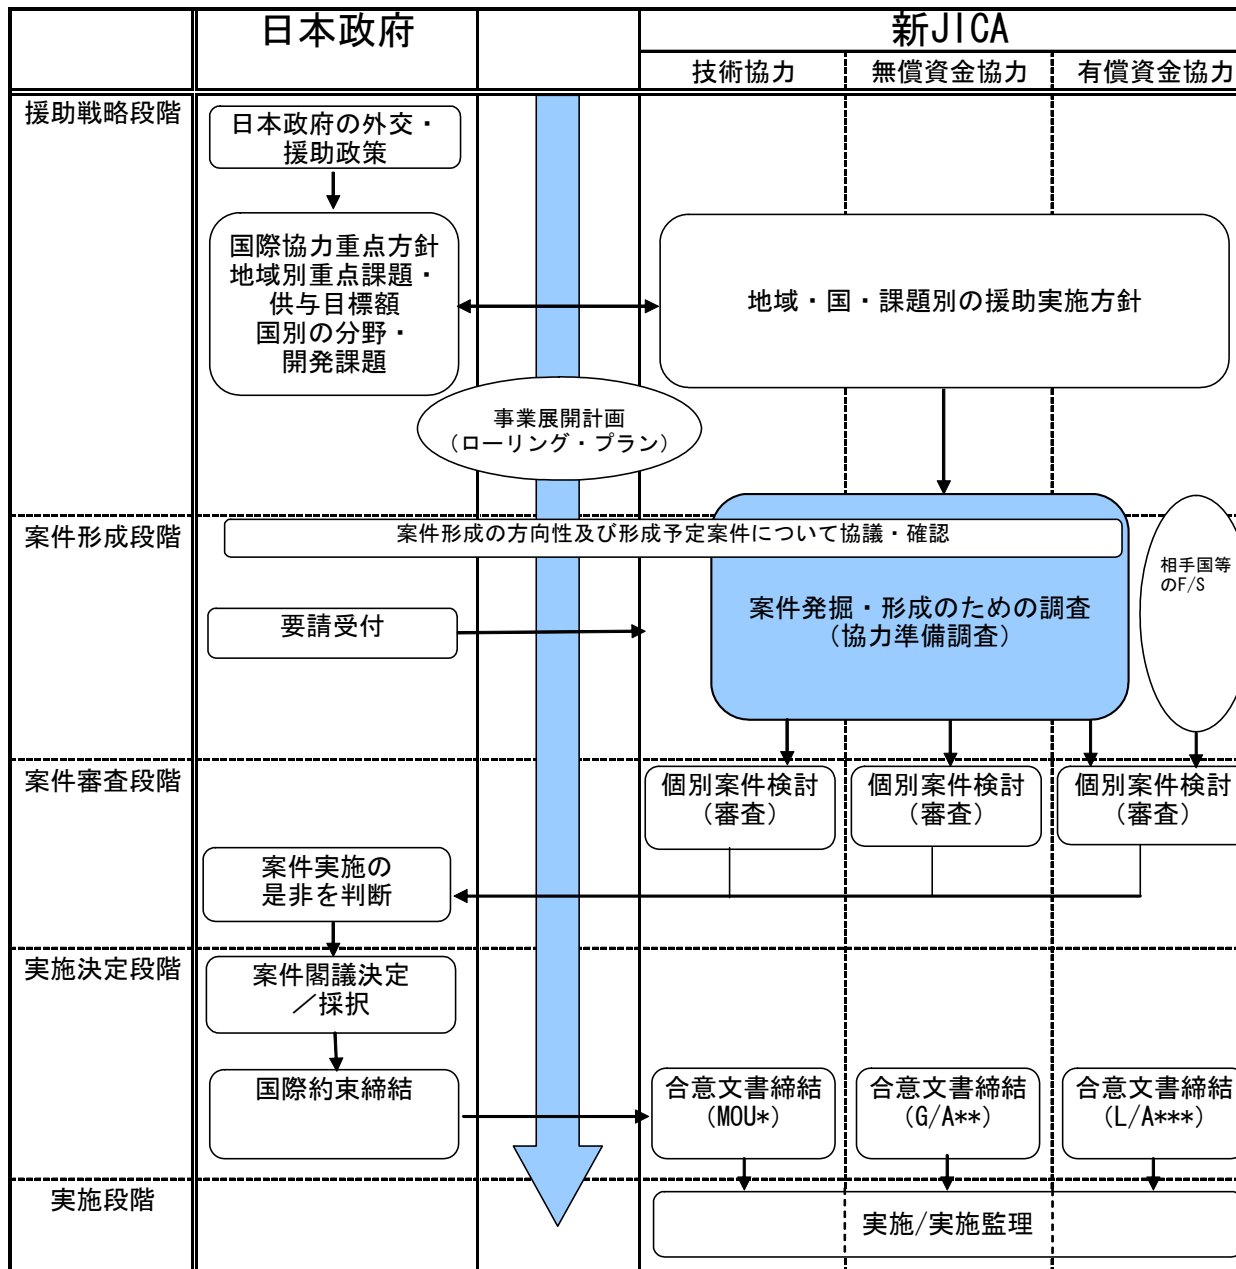 日本政府
新JICA
技術協力
無償資金協力
有償資金協力
援助戦略段階
日本政府の外交・
援助政策
国際協力重点方針
地域別重点課題・
供与目標額
国別の分野・
開発課題
地域・国・課題別の援助実施方針
事業展開計画
(ローリング・プラン)
案件形成段階
案件形成の方向性及び形成予定案件について協議・確認
相手国等
のF/S
案件発掘・形成のための調査
(協力準備調査)
要請受付
案件審査段階
個別案件検討
(審査)
個別案件検討
(審査)
個別案件検討
(審査)
案件実施の
是非を判断
実施決定段階
案件閣議決定
/採択
国際約束締結
合意文書締結
(MOU*)
合意文書締結
(G/A**)
合意文書締結
(L/A***)
実施段階
実施/実施監理